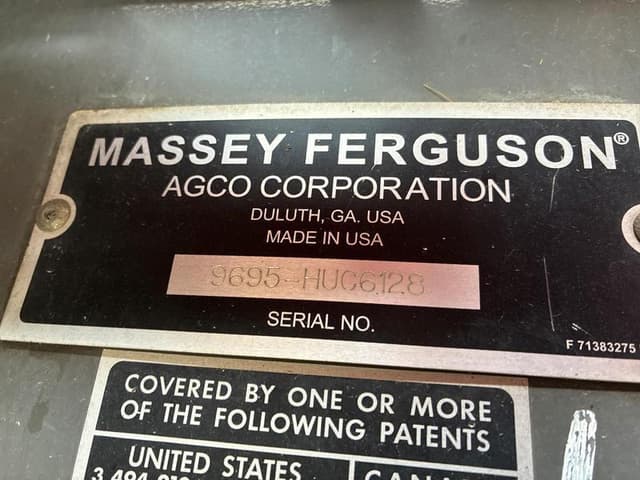 MASSEY FERGUSON®
AGCO CORPORATION
DULUTH, GA. USA
MADE IN USA
9695-HUC6128
SERIAL NO.
F 71383275
COVERED BY ONE OR MORE
OF THE FOLLOWING PATENTS
UNITED STATES